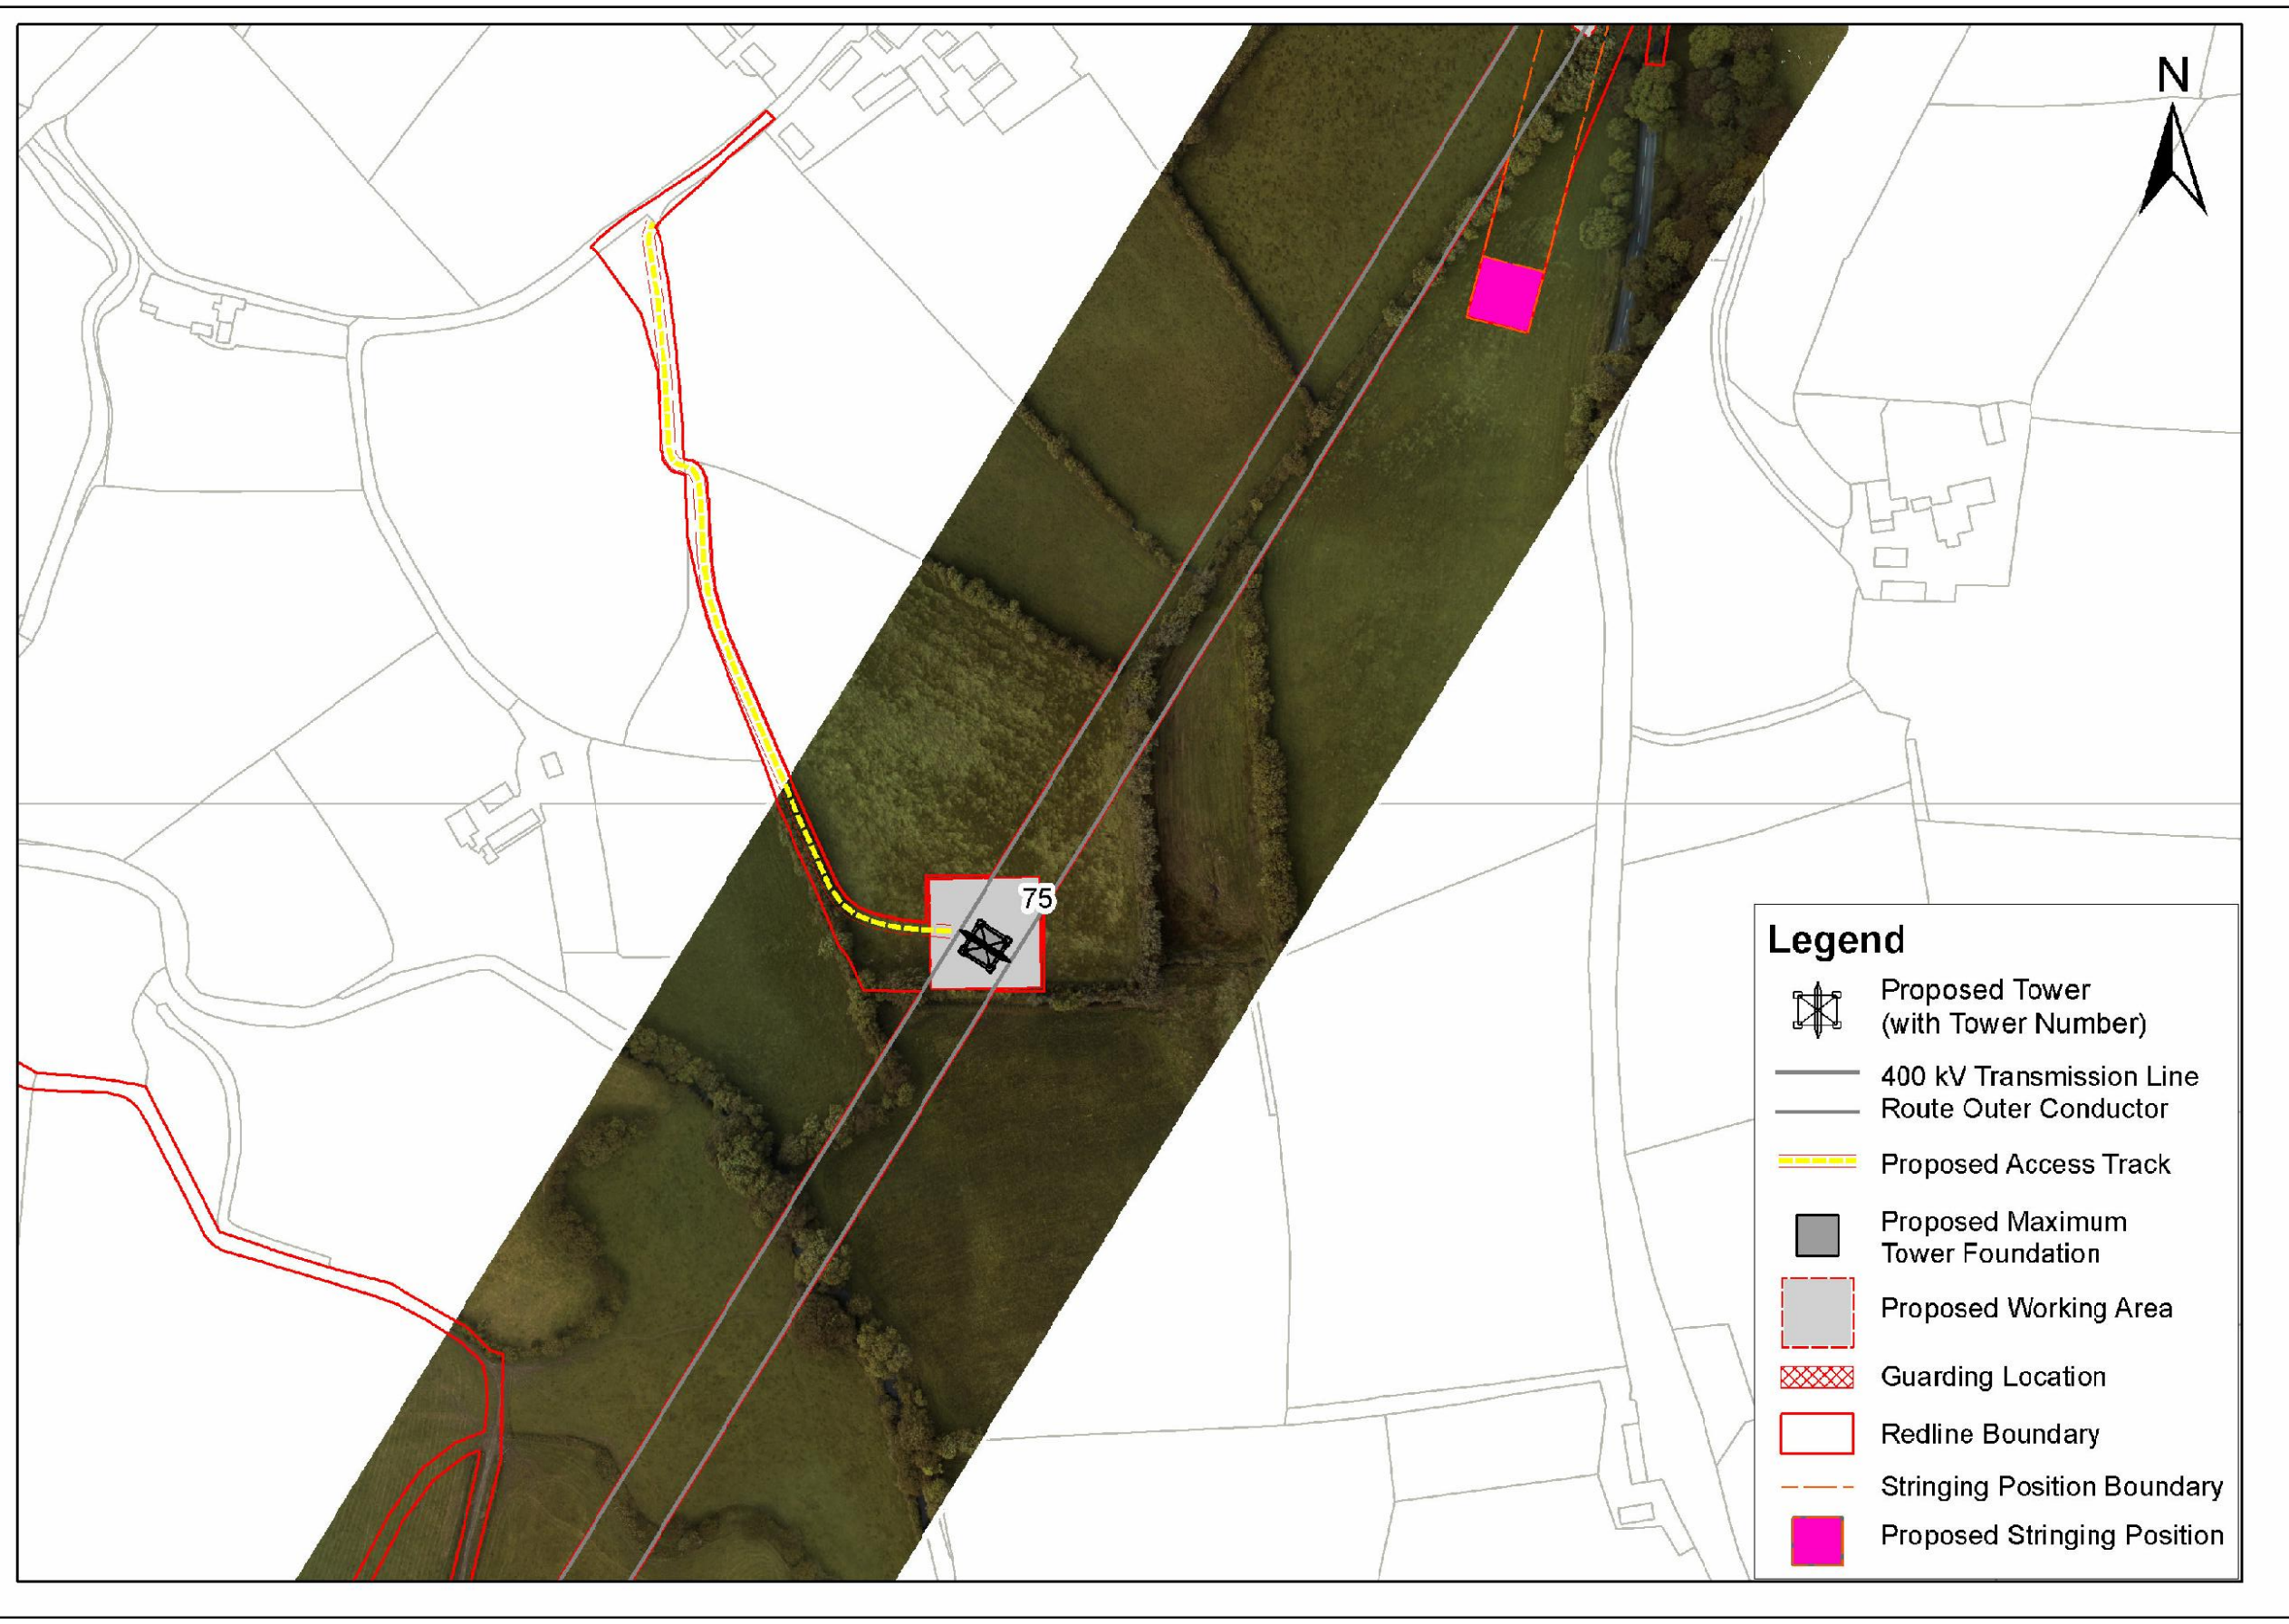 N
75
Legend
Proposed Tower
(with Tower Number)
400 kV Transmission Line
Route Outer Conductor
Proposed Access Track
Proposed Maximum
Tower Foundation
Proposed Working Area
Guarding Location
Redline Boundary
Stringing Position Boundary
Proposed Stringing Position